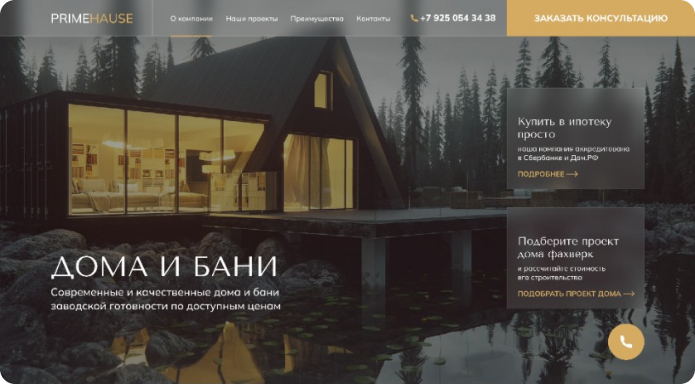 PRIMEHAUSE
О компании Наши проекты Преимущества Контакты
+7 925 054 34 38
ЗАКАЗАТЬ КОНСУЛЬТАЦИЮ
Купить в ипотеку
просто
наша компания аккредитована
в Сбербанке и Дом.РФ
ПОДРОБНЕЕ
Подберите проект
дома фахверк
и рассчитайте стоимость
его строительства
ПОДОБРАТЬ ПРОЕКТ ДОМА
ДОМА И БАНИ
Современные и качественные дома и бани
заводской готовности по доступным ценам